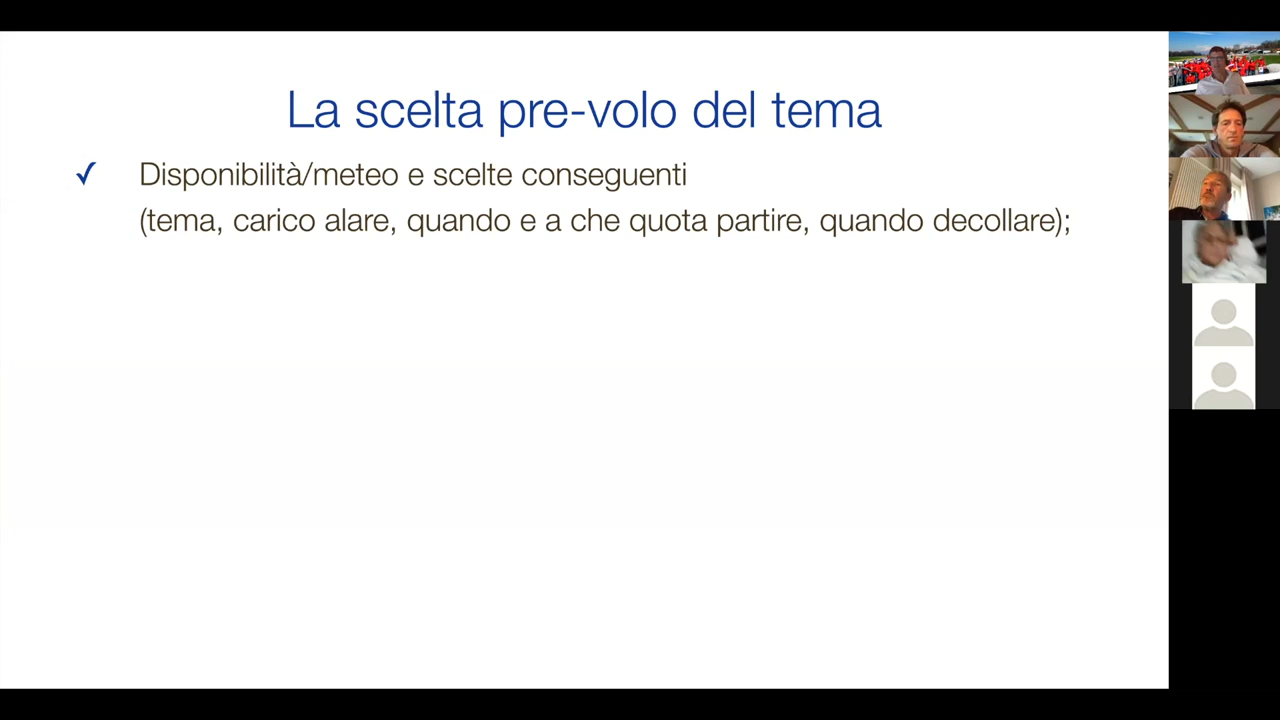 La scelta pre-volo del tema
✓ Disponibilità/meteo e scelte conseguenti
(tema, carico alare, quando e a che quota partire, quando decollare);